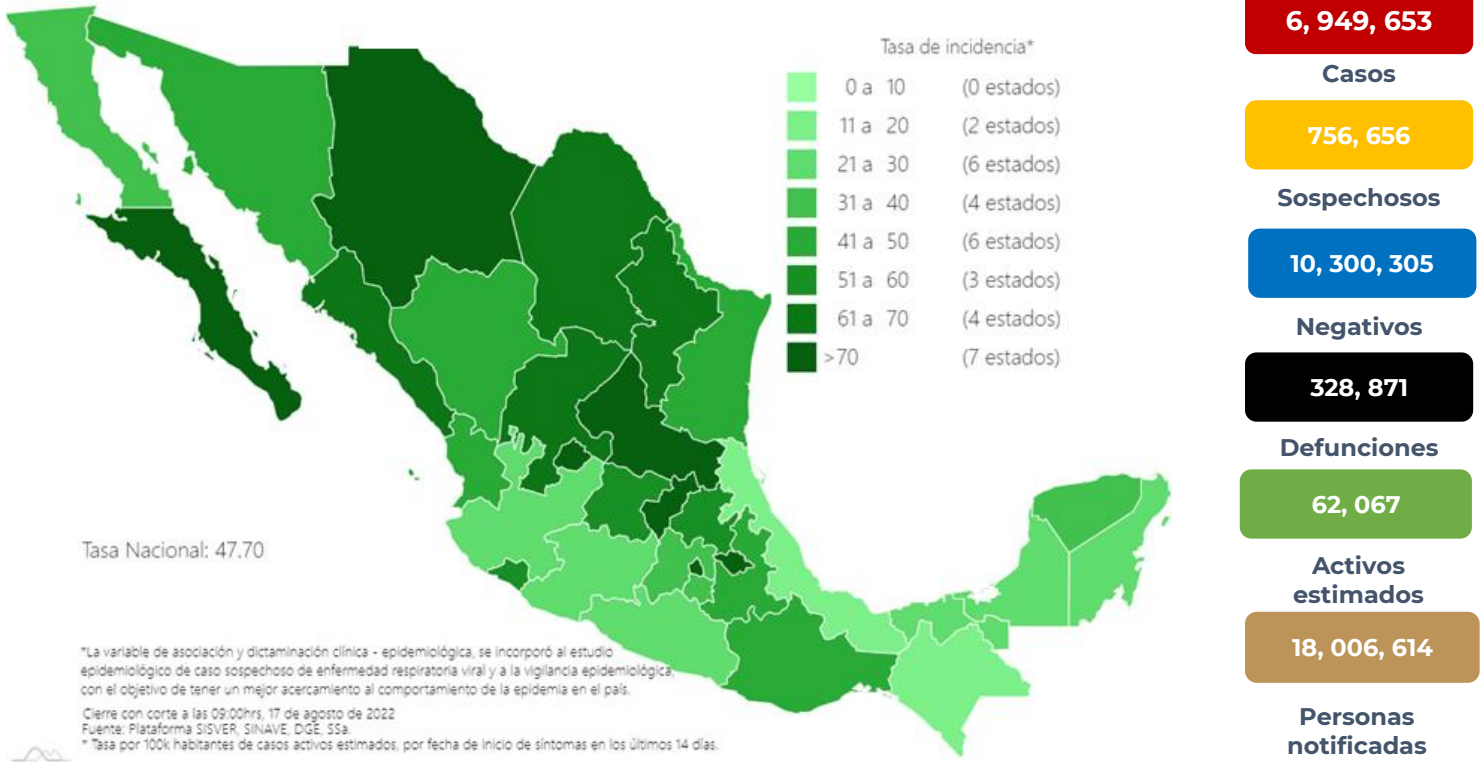 Tasa de incidencia*
0 a 10 (0 estados)
11 a 20 (2 estados)
21 a 30 (6 estados)
31 a 40 (4 estados)
41 a 50 (6 estados)
51 a 60 (3 estados)
61 a 70 (4 estados)
>70 (7 estados)
Tasa Nacional: 47.70
*La variable de asociación y dictaminación clínica - epidemiológica, se incorporó al estudio
epidemiológico de caso sospechoso de enfermedad respiratoria viral y a la vigilancia epidemiológica,
con el objetivo de tener un mejor acercamiento al comportamiento de la epidemia en el país.
Cierre con corte a las 09:00hrs, 17 de agosto de 2022
Fuente: Plataforma SISVER, SINAVE, DGE, SSa.
* Tasa por 100k habitantes de casos activos estimados, por fecha de inicio de síntomas en los últimos 14 días.
6, 949, 653
Casos
756, 656
Sospechosos
10, 300, 305
Negativos
328, 871
Defunciones
62, 067
Activos
estimados
18, 006, 614
Personas
notificadas